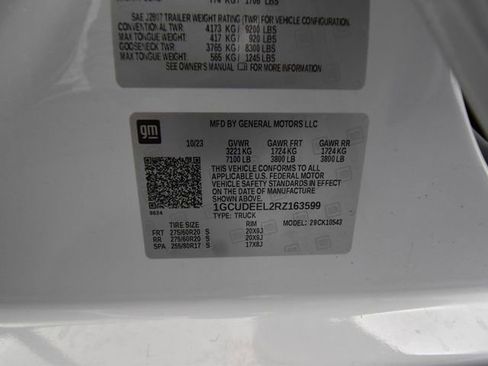 774 KG/ 1706 LBS
SAE J2807 TRAILER WEIGHT RATING (TWR) FOR VEHICLE CONFIGURATION
CONVENTIONAL TWR: 4173 KG/ 9200 LBS
MAX TONGUE WEIGHT: 417 KG/ 920 LBS
GOOSENECK TWR: 3765 KG/ 8300 LBS
MAX TONGUE WEIGHT: 565 KG/ 1245 LBS
SEE OWNER'S MANUAL FOR MORE INFORMATION
gm
MFD BY GENERAL MOTORS LLC
10/23 GVWR GAWR FRT GAWR RR
3221 KG 1724 KG 1724 KG
7100 LB 3800 LB 3800 LB
THIS VEHICLE CONFORMS TO ALL
APPLICABLE U.S. FEDERAL MOTOR
VEHICLE SAFETY STANDARDS IN EFFECT
ON THE DATE OF MANUFACTURE
SHOWN ABOVE.
1GCUDEEL2RZ163599
TYPE: TRUCK MODEL:
TIRE SIZE RIM
FRT 275/60R20 S 20X9J
RR 275/60R20 S 20X9J
SPA 255/80R17 S 17X8J